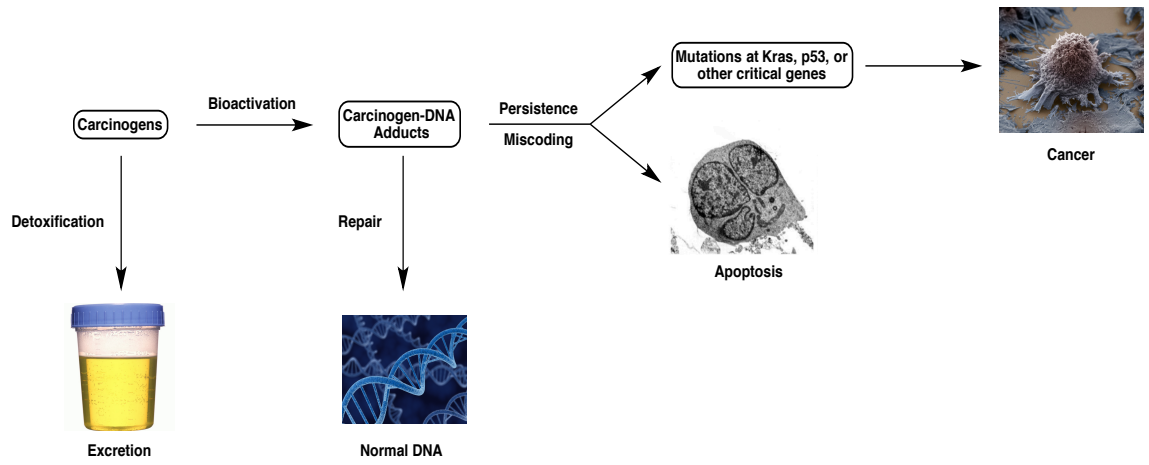 Carcinogens
Bioactivation
Carcinogen-DNA
Adducts
Persistence
Miscoding
Mutations at Kras, p53, or
other critical genes
Cancer
Apoptosis
Detoxification
Repair
Excretion
Normal DNA